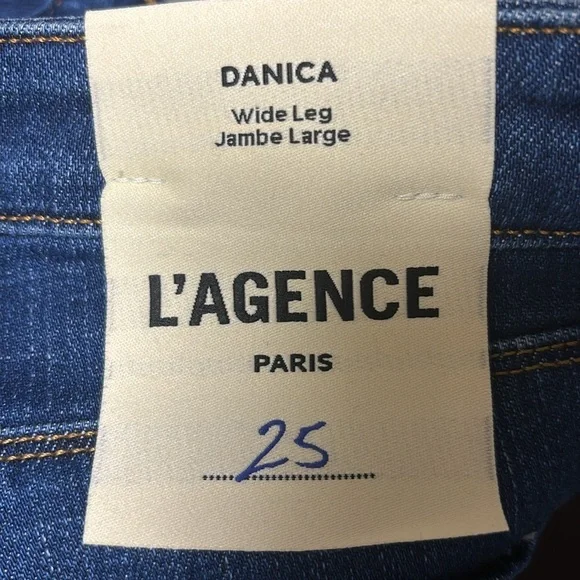 DANICA
Wide Leg
Jambe Large
L'AGENCE
PARIS
25